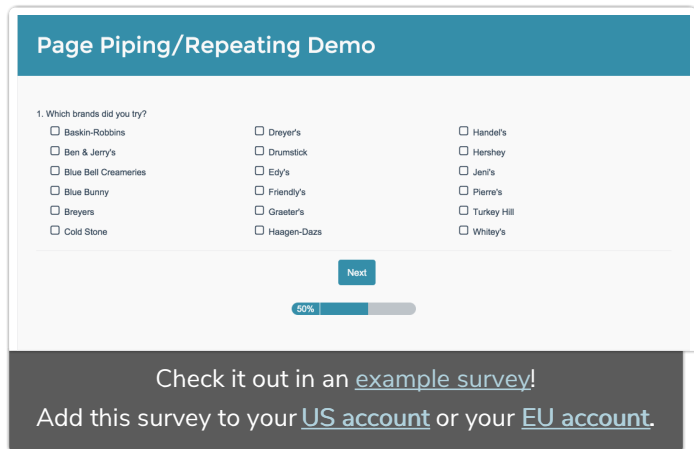 Page Piping/Repeating Demo
1. Which brands did you try?
Baskin-Robbins
Ben & Jerry's
Blue Bell Creameries
Blue Bunny
Breyers
Cold Stone
Dreyer's
Drumstick
Edy's
Friendly's
Graeter's
Haagen-Dazs
Handel's
Hershey
Jeni's
Pierre's
Turkey Hill
Whitey's
Next
50%
Check it out in an example survey!
Add this survey to your US account or your EU account.